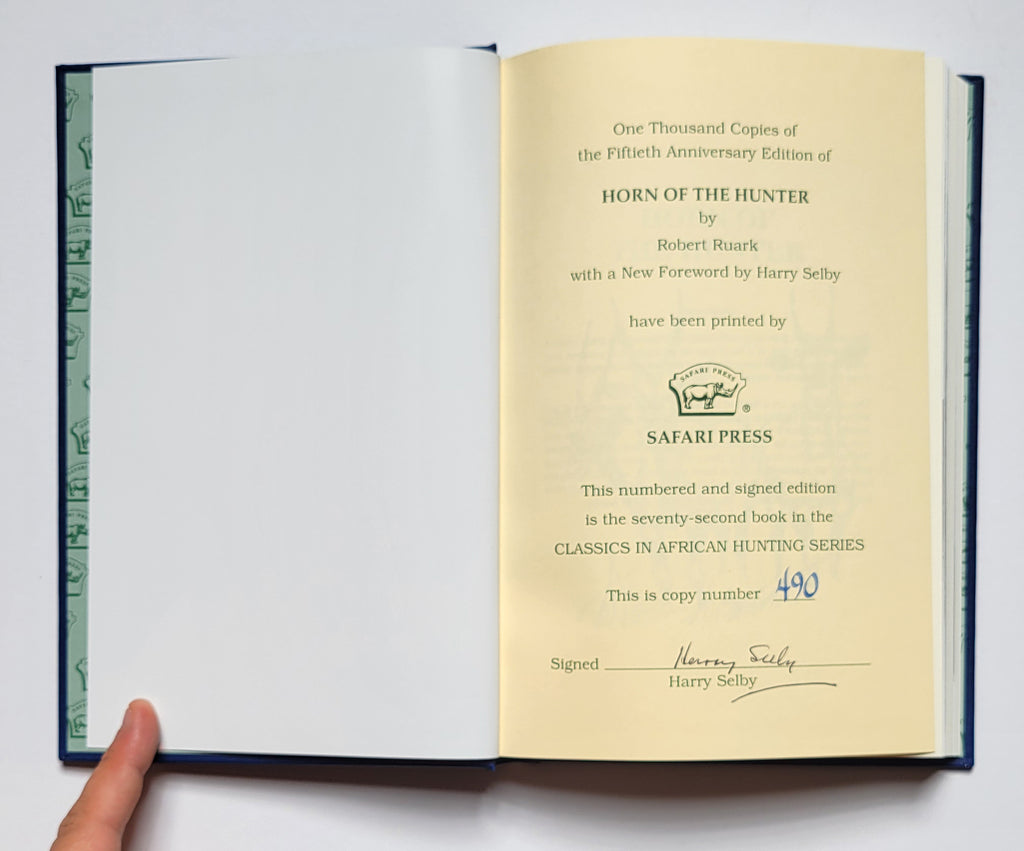 One Thousand Copies of
the Fiftieth Anniversary Edition of
HORN OF THE HUNTER
by
Robert Ruark
with a New Foreword by Harry Selby
have been printed by
SAFARI PRESS
®
SAFARI PRESS
This numbered and signed edition
is the seventy-second book in the
CLASSICS IN AFRICAN HUNTING SERIES
This is copy number 490
Signed Harry Selby
Harry Selby